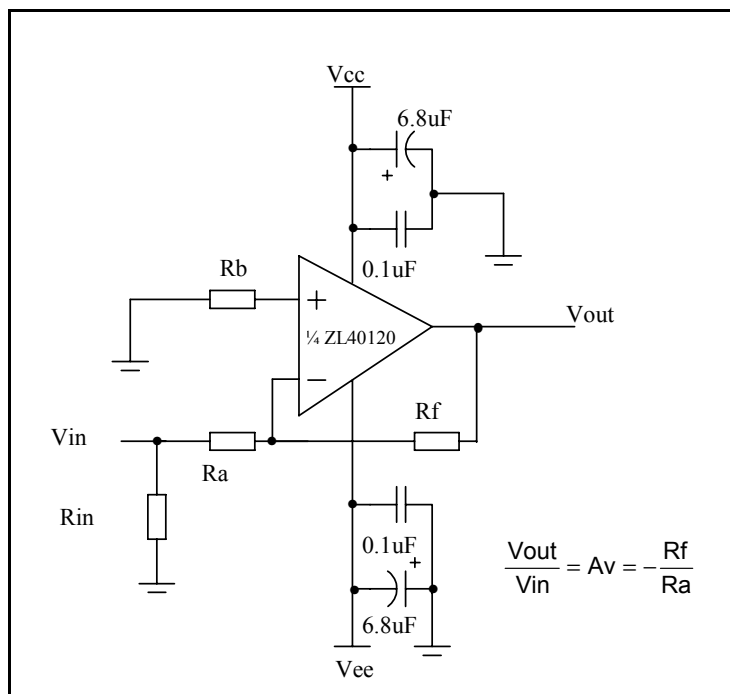 Vcc
6.8uF
+
0.1uF
Rb
+
¼ ZL40120
Vout
−
Rf
Vin
Ra
Rin
0.1uF
+
6.8uF
Vee
Vout/Vin = Av = −Rf/Ra